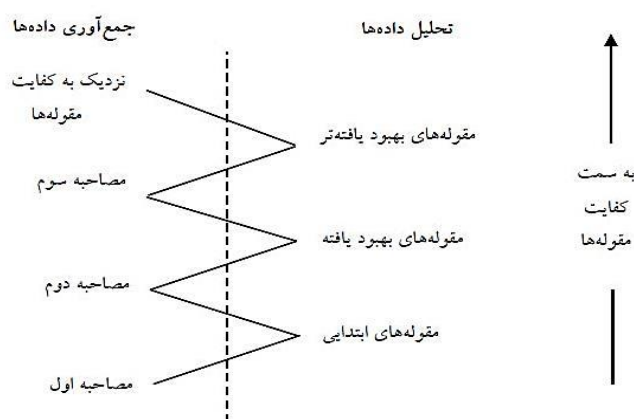 جمع‌آوری داده‌ها
تحلیل داده‌ها
نزدیک به کفایت
مقوله‌ها
مقوله‌های بهبود یافته‌تر
مصاحبه سوم
به سمت
کفایت
مقوله‌ها
مقوله‌های بهبود یافته
مصاحبه دوم
مقوله‌های ابتدایی
مصاحبه اول